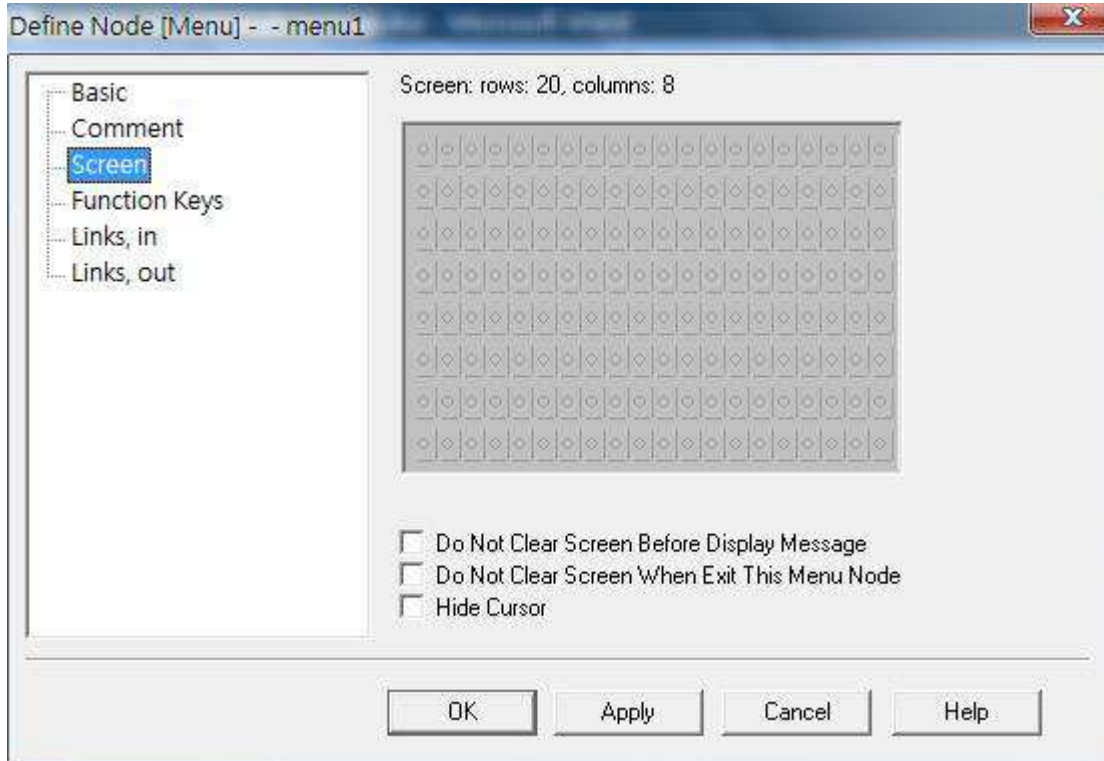 Define Node [Menu] - - menu1
Basic
Comment
Screen
Function Keys
Links, in
Links, out
Screen: rows: 20, columns: 8
Do Not Clear Screen Before Display Message
Do Not Clear Screen When Exit This Menu Node
Hide Cursor
OK Apply Cancel Help